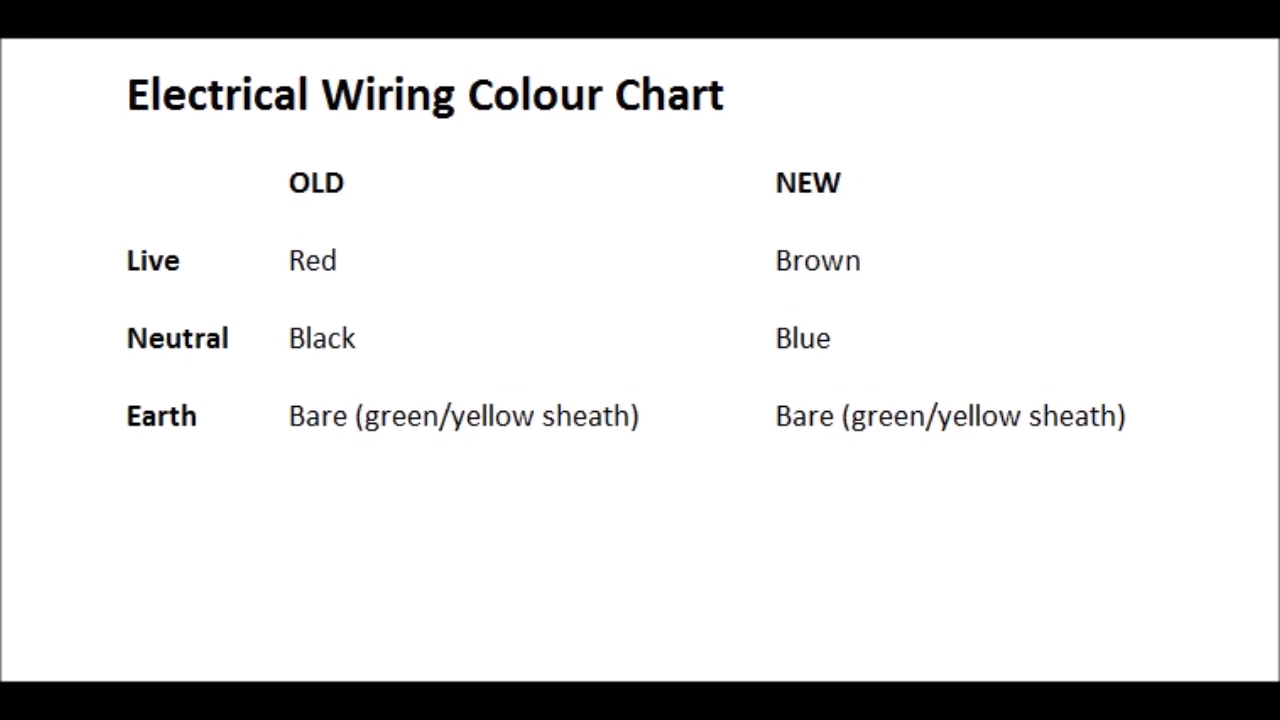 Electrical Wiring Colour Chart
OLD NEW
Live Red Brown
Neutral Black Blue
Earth Bare (green/yellow sheath) Bare (green/yellow sheath)